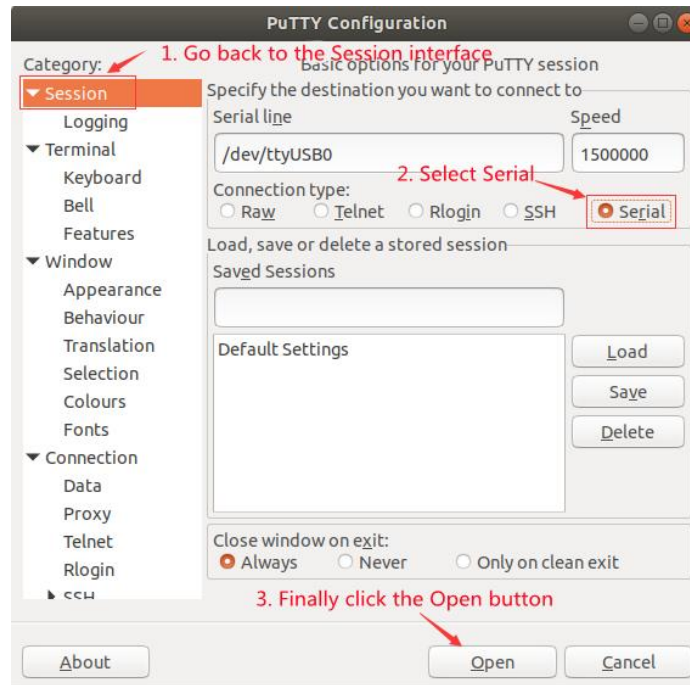 PuTTY Configuration
1. Go back to the Session interface
Category:
Basic options for your PuTTY session
Session
Logging
Terminal
Keyboard
Bell
Features
Window
Appearance
Behaviour
Translation
Selection
Colours
Fonts
Connection
Data
Proxy
Telnet
Rlogin
SSH
Specify the destination you want to connect to
Serial line
Speed
/dev/ttyUSB0
1500000
2. Select Serial
Connection type:
Raw
Telnet
Rlogin
SSH
Serial
Load, save or delete a stored session
Saved Sessions
Default Settings
Load
Save
Delete
Close window on exit:
Always
Never
Only on clean exit
3. Finally click the Open button
About
Open
Cancel